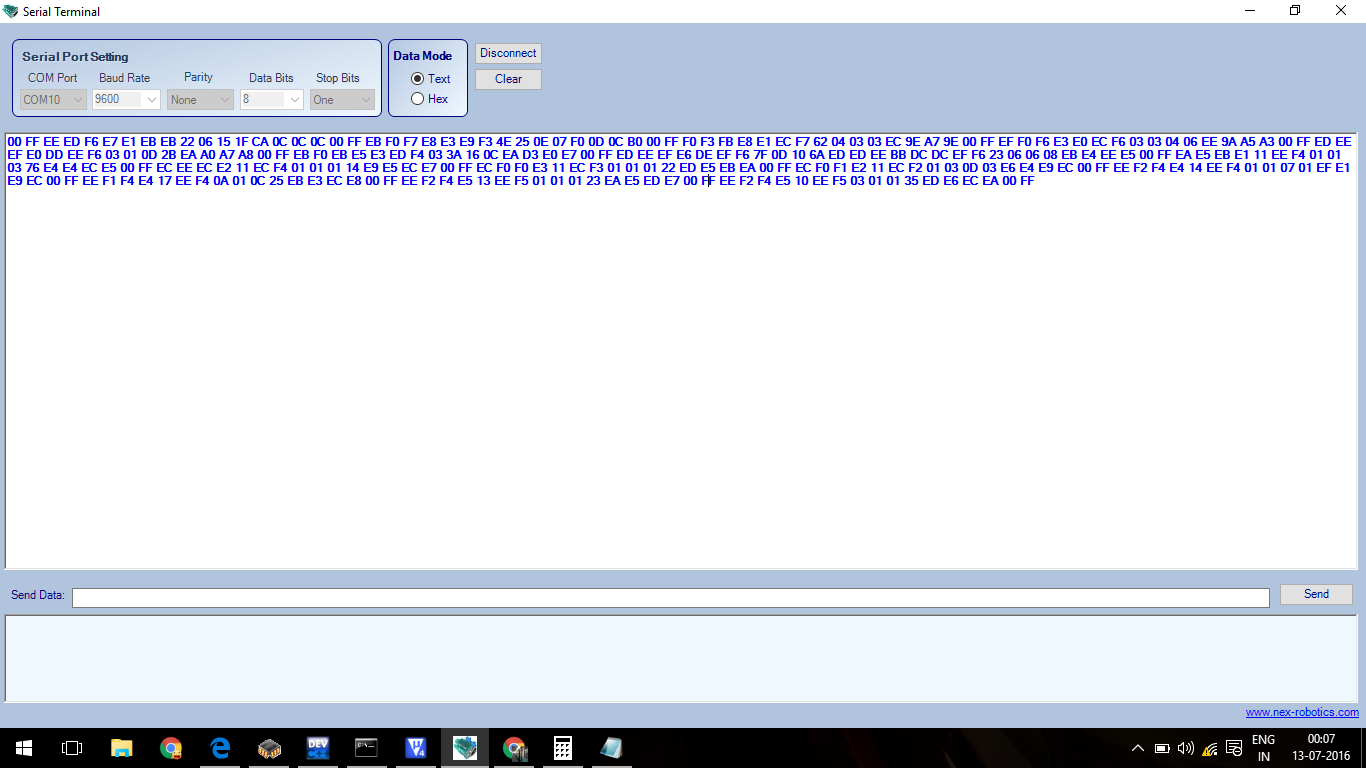 Serial Terminal
Serial Port Setting
COM Port Baud Rate Parity Data Bits Stop Bits
COM10 9600 None 8 One
Data Mode
Text
Hex
Disconnect
Clear
00 FF EE ED F6 E7 E1 EB EB 22 06 15 1F CA 0C 0C 0C 00 FF EB F0 F7 E8 E3 E9 F3 4E 25 0E 07 F0 0D 0C B0 00 FF F0 F3 FB E8 E1 EC F7 62 04 03 03 EC 9E A7 9E 00 FF EF F0 F6 E3 E0 EC F6 03 03 04 06 EE 9A A5 A3 00 FF ED EE
EF E0 DD EE F6 03 01 0D 2B EA A0 A7 A8 00 FF EB F0 EB E5 E3 ED F4 03 3A 16 0C EA D3 E0 E7 00 FF ED EE EF E6 DE EF F6 7F 0D 10 6A ED ED EE BB DC DC EF F6 23 06 06 08 EB E4 EE E5 00 FF EA E5 EB E1 11 EE F4 01 01
03 76 E4 E4 EC E5 00 FF EC EE EC E2 11 EC F4 01 01 01 14 E9 E5 EC E7 00 FF EC F0 F0 E3 11 EC F3 01 01 01 22 ED E5 EB EA 00 FF EC F0 F1 E2 11 EC F2 01 03 0D 03 E6 E4 E9 EC 00 FF EE F2 F4 E4 14 EE F4 01 01 07 01 EF E1
E9 EC 00 FF EE F1 F4 E4 17 EE F4 0A 01 0C 25 EB E3 EC E8 00 FF EE F2 F4 E5 13 EE F5 01 01 01 23 EA E5 ED E7 00 FF EE F2 F4 E5 10 EE F5 03 01 01 35 ED E6 EC EA 00 FF
Send Data:
Send
www.nex-robotics.com
DEV
C:\
4
ENG
IN
00:07
13-07-2016